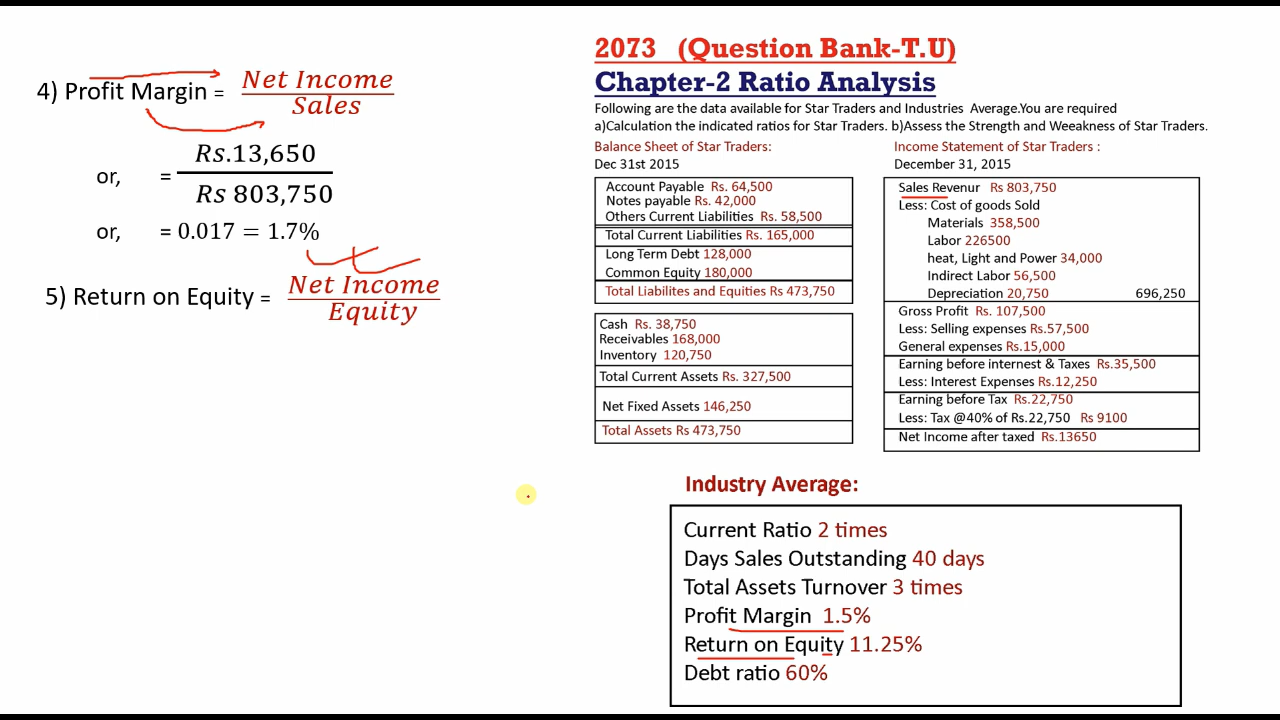 4) Profit Margin = Net Income
Sales
or, = Rs.13,650
Rs 803,750
or, = 0.017 = 1.7%
5) Return on Equity = Net Income
Equity
2073 (Question Bank-T.U)
Chapter-2 Ratio Analysis
Following are the data available for Star Traders and Industries Average.You are required
a)Calculation the indicated ratios for Star Traders. b)Assess the Strength and Weeakness of Star Traders.
Balance Sheet of Star Traders:
Dec 31st 2015
Account Payable Rs. 64,500
Notes payable Rs. 42,000
Others Current Liabilities Rs. 58,500
Total Current Liabilities Rs. 165,000
Long Term Debt 128,000
Common Equity 180,000
Total Liabilites and Equities Rs 473,750
Cash Rs. 38,750
Receivables 168,000
Inventory 120,750
Total Current Assets Rs. 327,500
Net Fixed Assets 146,250
Total Assets Rs 473,750
Income Statement of Star Traders :
December 31, 2015
Sales Revenur Rs 803,750
Less: Cost of goods Sold
Materials 358,500
Labor 226500
heat, Light and Power 34,000
Indirect Labor 56,500
Depreciation 20,750 696,250
Gross Profit Rs. 107,500
Less: Selling expenses Rs.57,500
General expenses Rs.15,000
Earning before internest & Taxes Rs.35,500
Less: Interest Expenses Rs.12,250
Earning before Tax Rs.22,750
Less: Tax @40% of Rs.22,750 Rs 9100
Net Income after taxed Rs.13650
Industry Average:
Current Ratio 2 times
Days Sales Outstanding 40 days
Total Assets Turnover 3 times
Profit Margin 1.5%
Return on Equity 11.25%
Debt ratio 60%